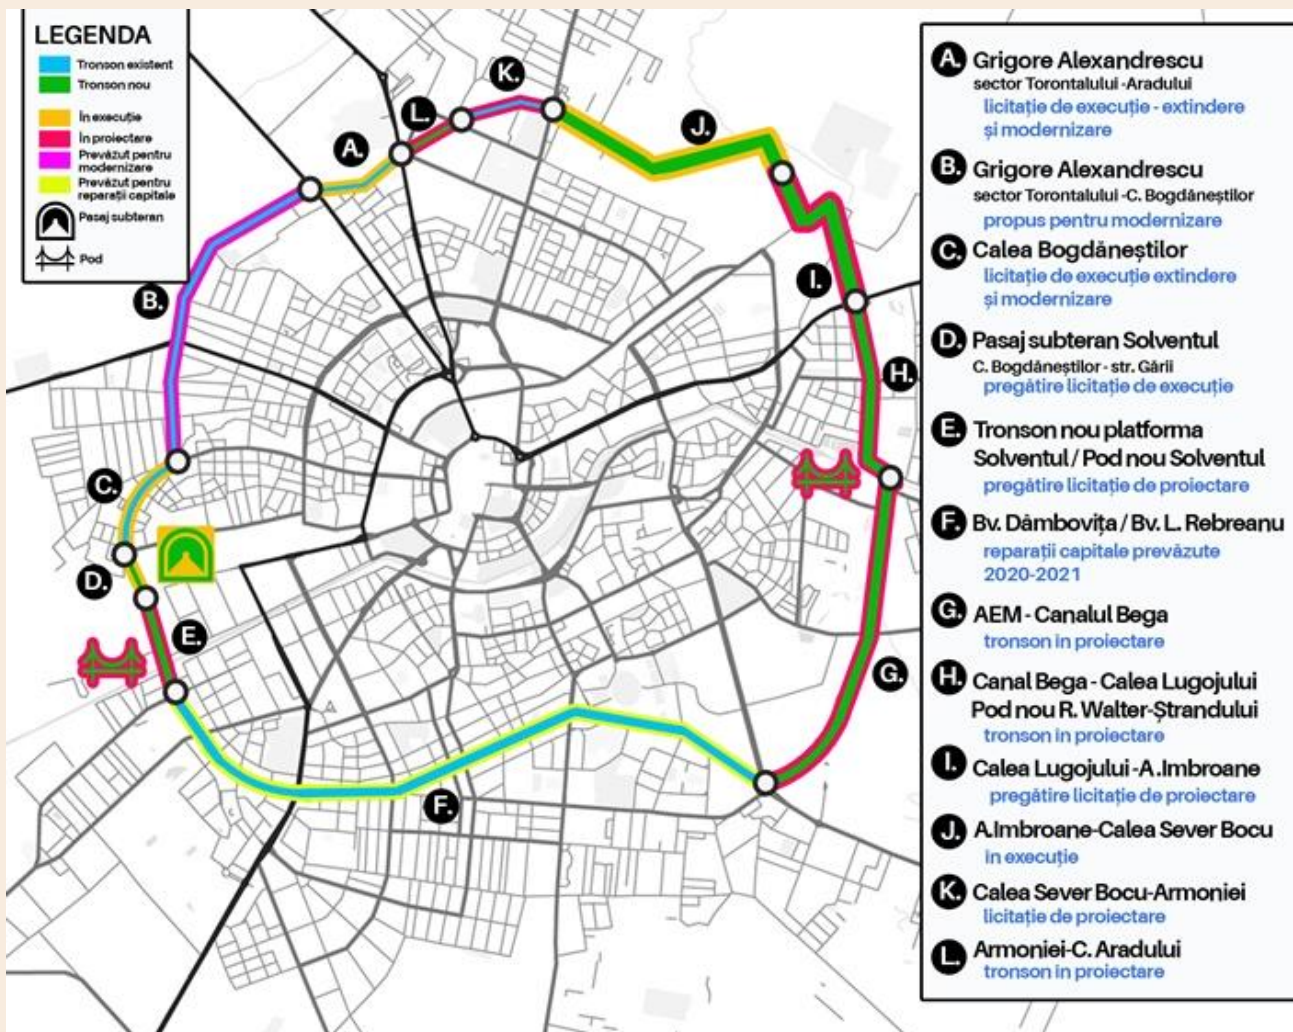 LEGENDA
Tronson existent
Tronson nou
În execuție
În proiectare
Prevăzut pentru
modernizare
Prevăzut pentru
reparații capitale
Pasaj subteran
Pod
A.
B.
C.
D.
E.
F.
G.
H.
I.
J.
K.
L.
A. Grigore Alexandrescu
sector Torontalului -Aradului
licitație de execuție - extindere
și modernizare
B. Grigore Alexandrescu
sector Torontalului -C. Bogdăneștilor
propus pentru modernizare
C. Calea Bogdăneștilor
licitație de execuție extindere
și modernizare
D. Pasaj subteran Solventul
C. Bogdăneștilor - str. Gării
pregătire licitație de execuție
E. Tronson nou platforma
Solventul / Pod nou Solventul
pregătire licitație de proiectare
F. Bv. Dâmbovița / Bv. L. Rebreanu
reparații capitale prevăzute
2020-2021
G. AEM - Canalul Bega
tronson in proiectare
H. Canal Bega - Calea Lugojului
Pod nou R. Walter-Ștrandului
tronson in proiectare
I. Calea Lugojului -A.Imbroane
pregătire licitație de proiectare
J. A.Imbroane-Calea Sever Bocu
in execuție
K. Calea Sever Bocu-Armoniei
licitație de proiectare
L. Armoniei-C. Aradului
tronson in proiectare